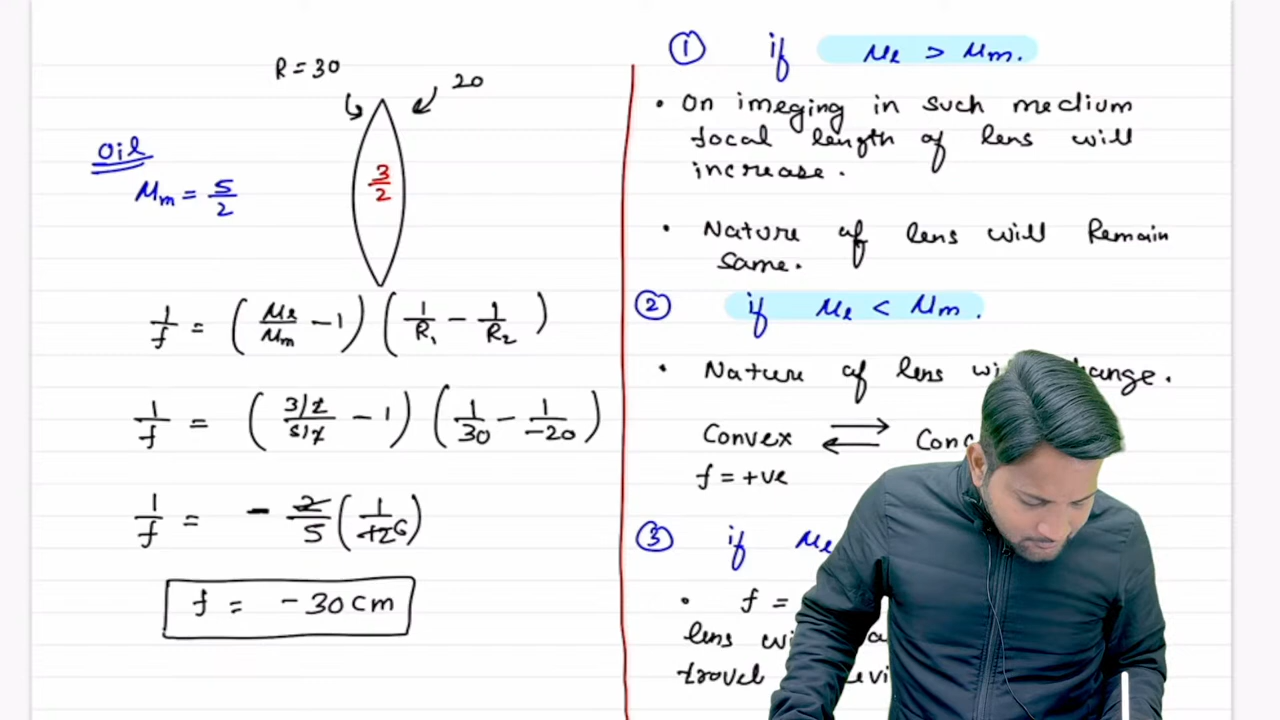 R = 30
20
Oil
μm = 5/2
3/2
1/f = (μl/μm − 1) (1/R₁ − 1/R₂)
1/f = (3/2/5/2 − 1) (1/30 − 1/−20)
1/f = − 2/5 (1/12 6)
f = − 30 cm
① if μl > μm.
• On imeging in such medium
focal length of lens will
increase.
• Nature of lens will Remain
same.
② if μl < μm.
• Nature of lens
Convex ⇌
f = +ve
③ if
• f =
lens
travel